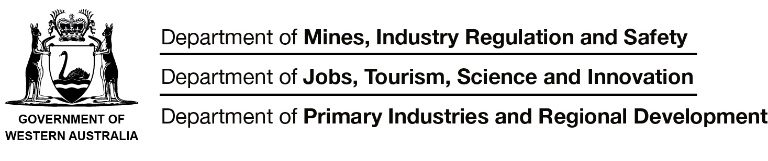 Department of Mines, Industry Regulation and Safety
Department of Jobs, Tourism, Science and Innovation
Department of Primary Industries and Regional Development
GOVERNMENT OF
WESTERN AUSTRALIA